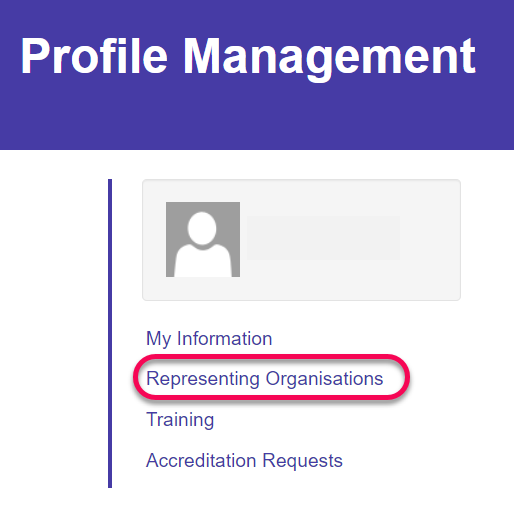 Profile Management
My Information
Representing Organisations
Training
Accreditation Requests